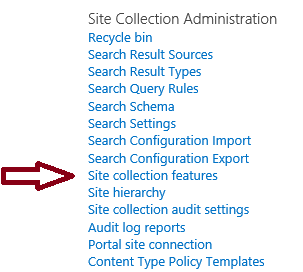 Site Collection Administration
Recycle bin
Search Result Sources
Search Result Types
Search Query Rules
Search Schema
Search Settings
Search Configuration Import
Search Configuration Export
Site collection features
Site hierarchy
Site collection audit settings
Audit log reports
Portal site connection
Content Type Policy Templates